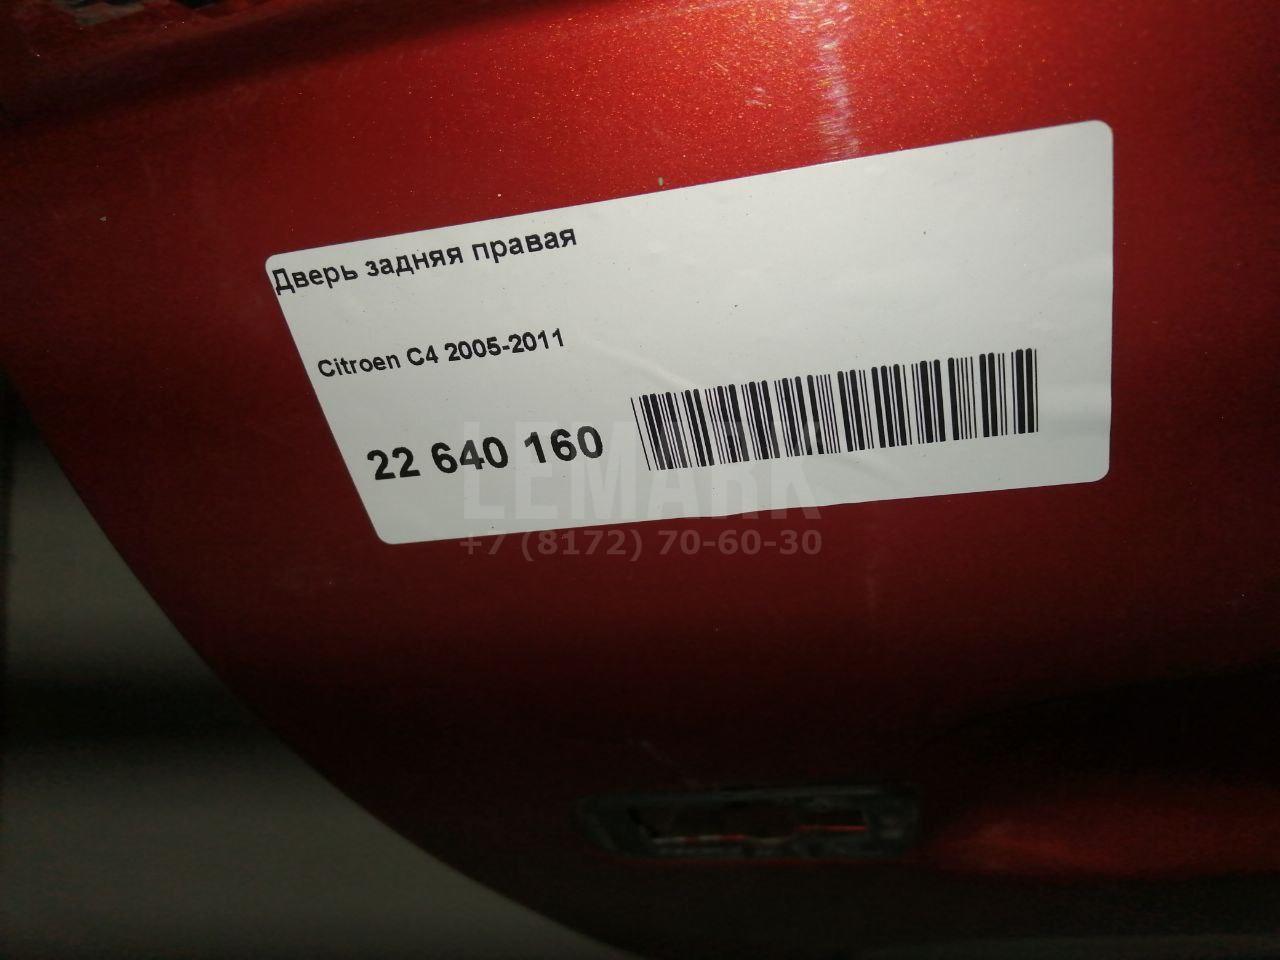 Дверь задняя правая
Citroen C4 2005-2011
22 640 160
LEMARK
+7 (8172) 70-60-30